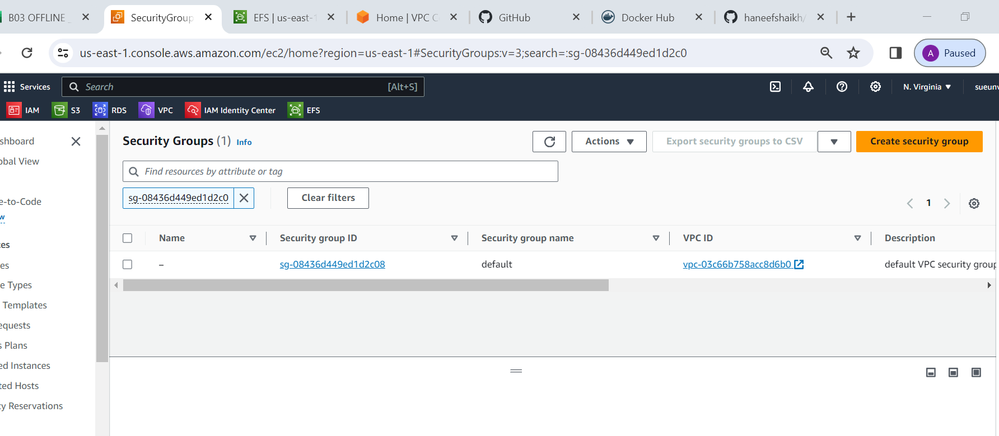 B03 OFFLINE
SecurityGroup
EFS | us-east-1
Home | VPC C
GitHub
Docker Hub
haneefshaikh/
us-east-1.console.aws.amazon.com/ec2/home?region=us-east-1#SecurityGroups:v=3;search=:sg-08436d449ed1d2c0
A Paused
Services
Search [Alt+S]
N. Virginia
sueunv
IAM
S3
RDS
VPC
IAM Identity Center
EFS
shboard
obal View
e-to-Code
w
ces
es
e Types
Templates
equests
s Plans
ed Instances
ted Hosts
cy Reservations
Security Groups (1) Info
Actions
Export security groups to CSV
Create security group
Find resources by attribute or tag
sg-08436d449ed1d2c0
Clear filters
1
Name Security group ID Security group name VPC ID Description
– sg-08436d449ed1d2c08 default vpc-03c66b758acc8d6b0 default VPC security group